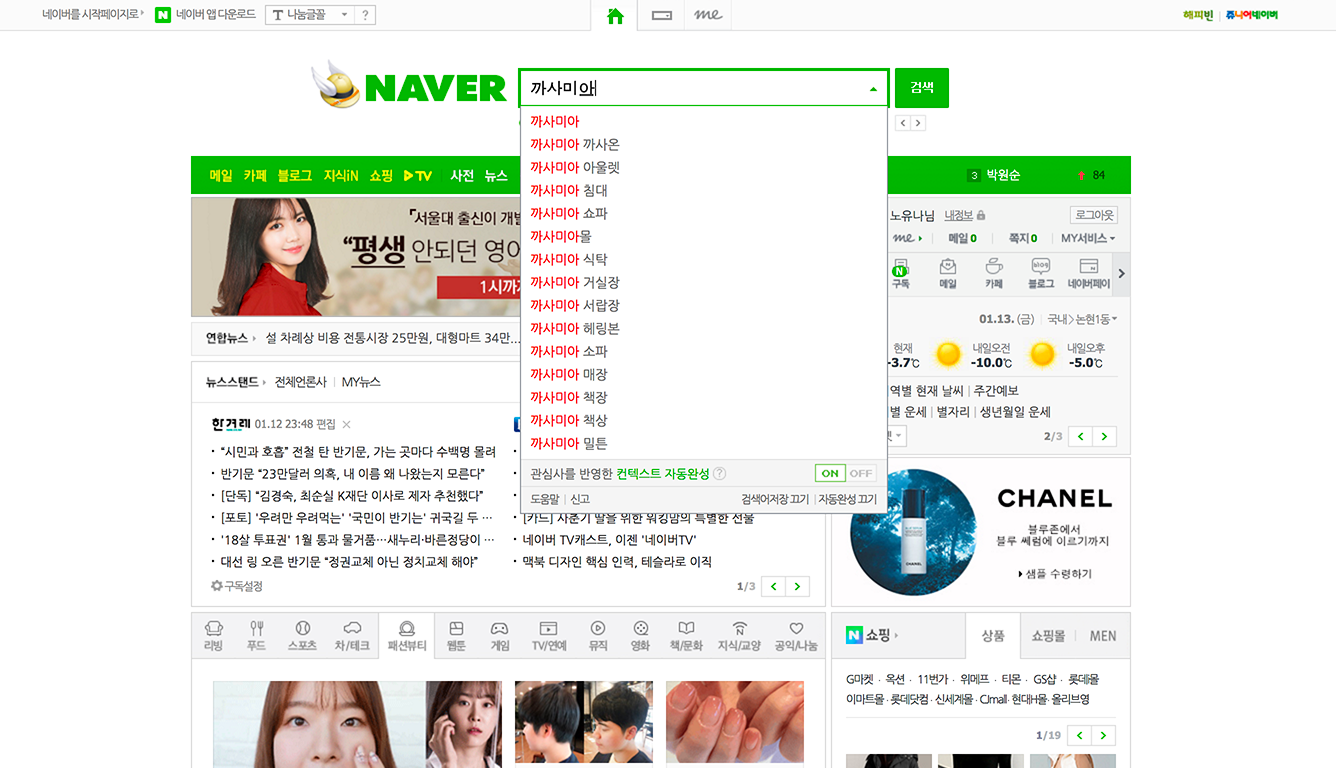 네이버를 시작페이지로 네이버 앱 다운로드 나눔글꼴 ?
me
해피빈 쥬니어네이버
NAVER
까사미아
검색
까사미아
까사미아 까사온
까사미아 아울렛
까사미아 침대
까사미아 쇼파
까사미아몰
까사미아 식탁
까사미아 거실장
까사미아 서랍장
까사미아 헤링본
까사미아 소파
까사미아 매장
까사미아 책장
까사미아 책상
까사미아 밀튼
관심사를 반영한 컨텍스트 자동완성 ? ON OFF
도움말 신고 검색어저장 끄기 자동완성 끄기
메일 카페 블로그 지식iN 쇼핑 TV 사전 뉴스
3 박원순 84
「서울대 출신이 개발
“평생 안되던 영어
1시까지
연합뉴스 설 차례상 비용 전통시장 25만원, 대형마트 34만...
뉴스스탠드 전체언론사 MY뉴스
한겨레 01.12 23:48 편집
· “시민과 호흡” 전철 탄 반기문, 가는 곳마다 수백명 몰려
· 반기문 “23만달러 의혹, 내 이름 왜 나왔는지 모른다”
· [단독] “김경숙, 최순실 K재단 이사로 제자 추천했다”
· [포토] '우려만 우려먹는' '국민이 반기는' 귀국길 두 …
· '18살 투표권' 1월 통과 물거품…새누리·바른정당이 …
· 대선 링 오른 반기문 “정권교체 아닌 정치교체 해야”
· [카드] 사춘기 딸을 위한 워킹맘의 특별한 선물
· 네이버 TV캐스트, 이젠 '네이버TV'
· 맥북 디자인 핵심 인력, 테슬라로 이직
구독설정
1/3
노유나님 내정보 로그아웃
me 메일 0 쪽지 0 MY서비스
구독 메일 카페 블로그 네이버페이
01.13. (금) 국내 > 논현1동
현재 내일오전 내일오후
-3.7℃ -10.0℃ -5.0℃
역별 현재 날씨 | 주간예보
별 운세 | 별자리 | 생년월일 운세
2/3
CHANEL
블루존에서
블루 쎄럼에 이르기까지
샘플 수령하기
CHANEL
리빙 푸드 스포츠 차/테크 패션뷰티 웹툰 게임 TV/연예 뮤직 영화 책/문화 지식/교양 공익/나눔
N 쇼핑 상품 쇼핑몰 MEN
G마켓 · 옥션 · 11번가 · 위메프 · 티몬 · GS샵 · 롯데몰
이마트몰 · 롯데닷컴 · 신세계몰 · CJmall · 현대H몰 · 올리브영
1/19